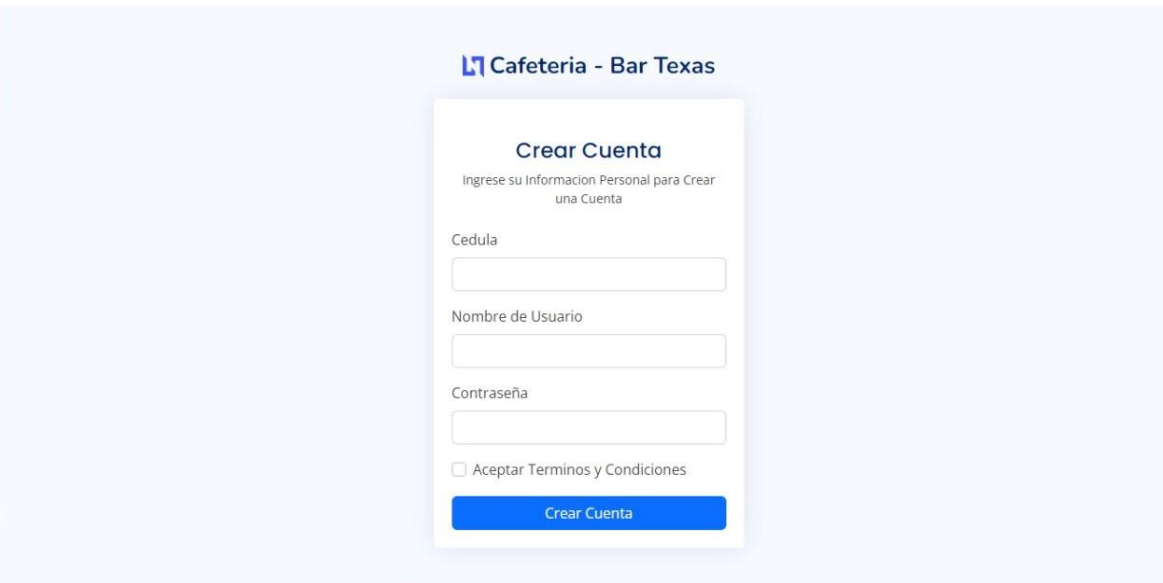 Cafeteria - Bar Texas
Crear Cuenta
Ingrese su Informacion Personal para Crear
una Cuenta
Cedula
Nombre de Usuario
Contraseña
Aceptar Terminos y Condiciones
Crear Cuenta